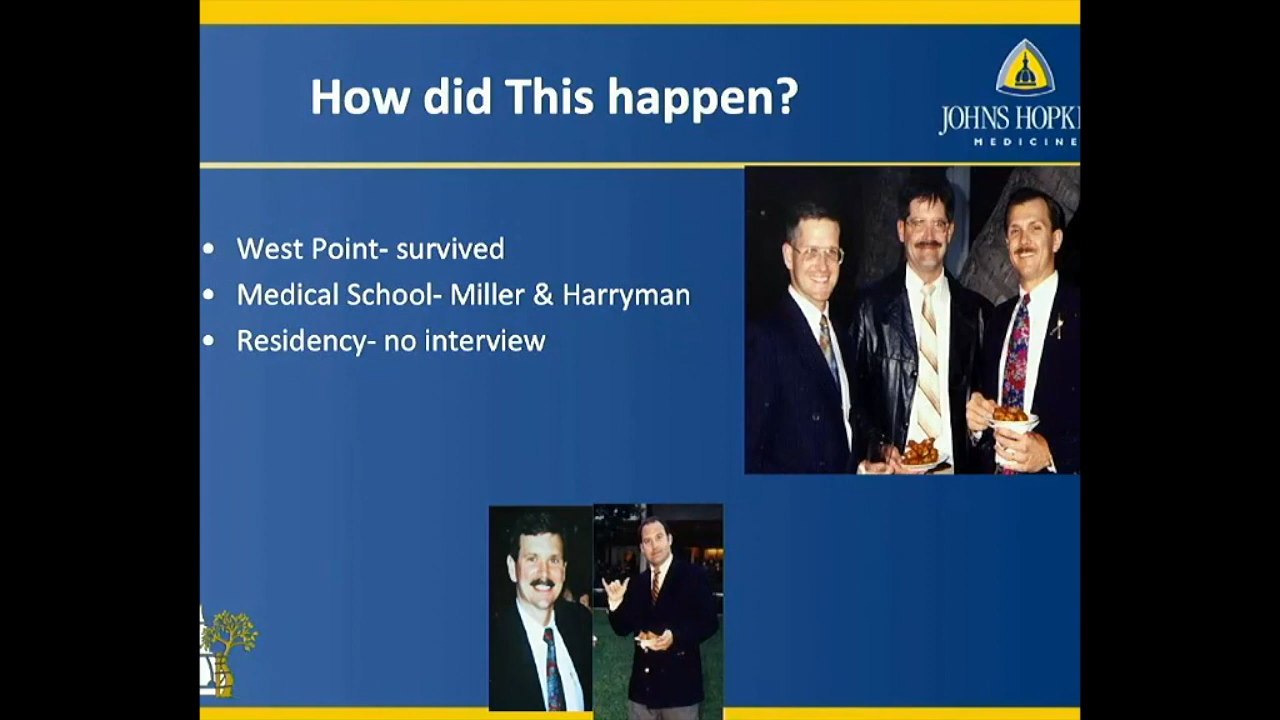 How did This happen?
JOHNS HOPKI
MEDICINE
• West Point- survived
• Medical School- Miller & Harryman
• Residency- no interview